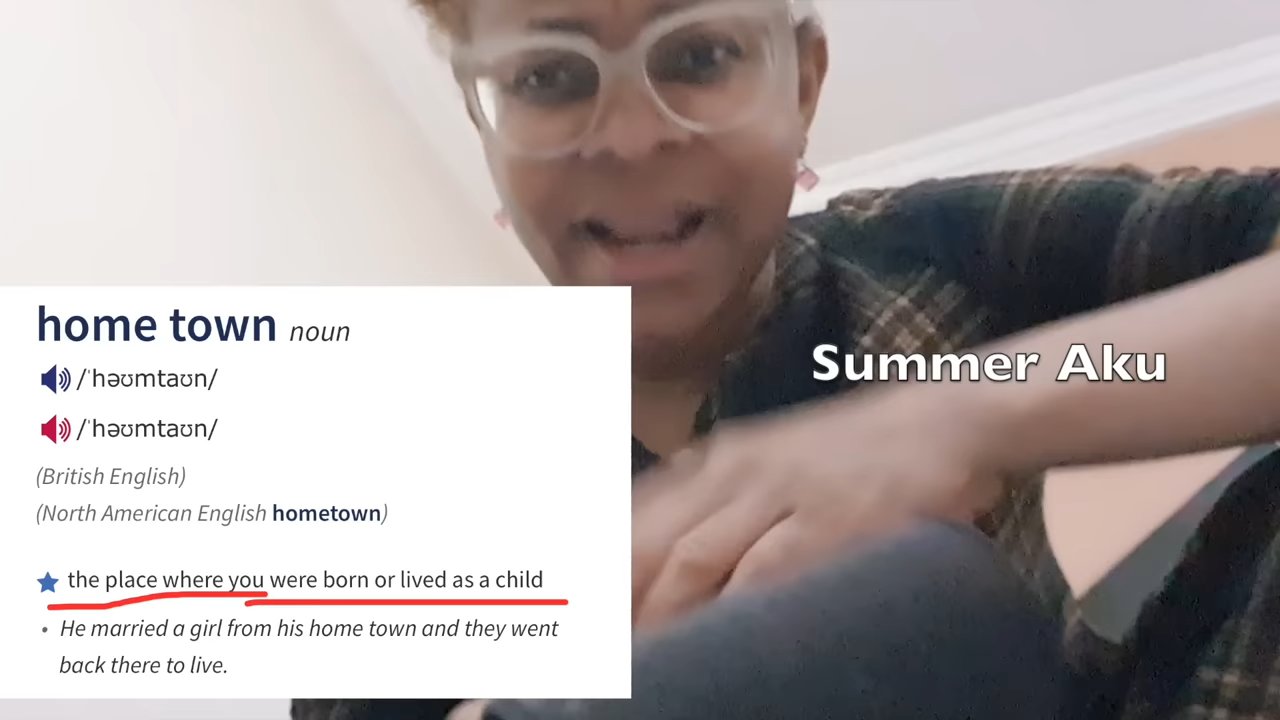 home town noun
/ˈhəʊmtaʊn/
/ˈhəʊmtaʊn/
(British English)
(North American English hometown)
the place where you were born or lived as a child
• He married a girl from his home town and they went
back there to live.
Summer Aku